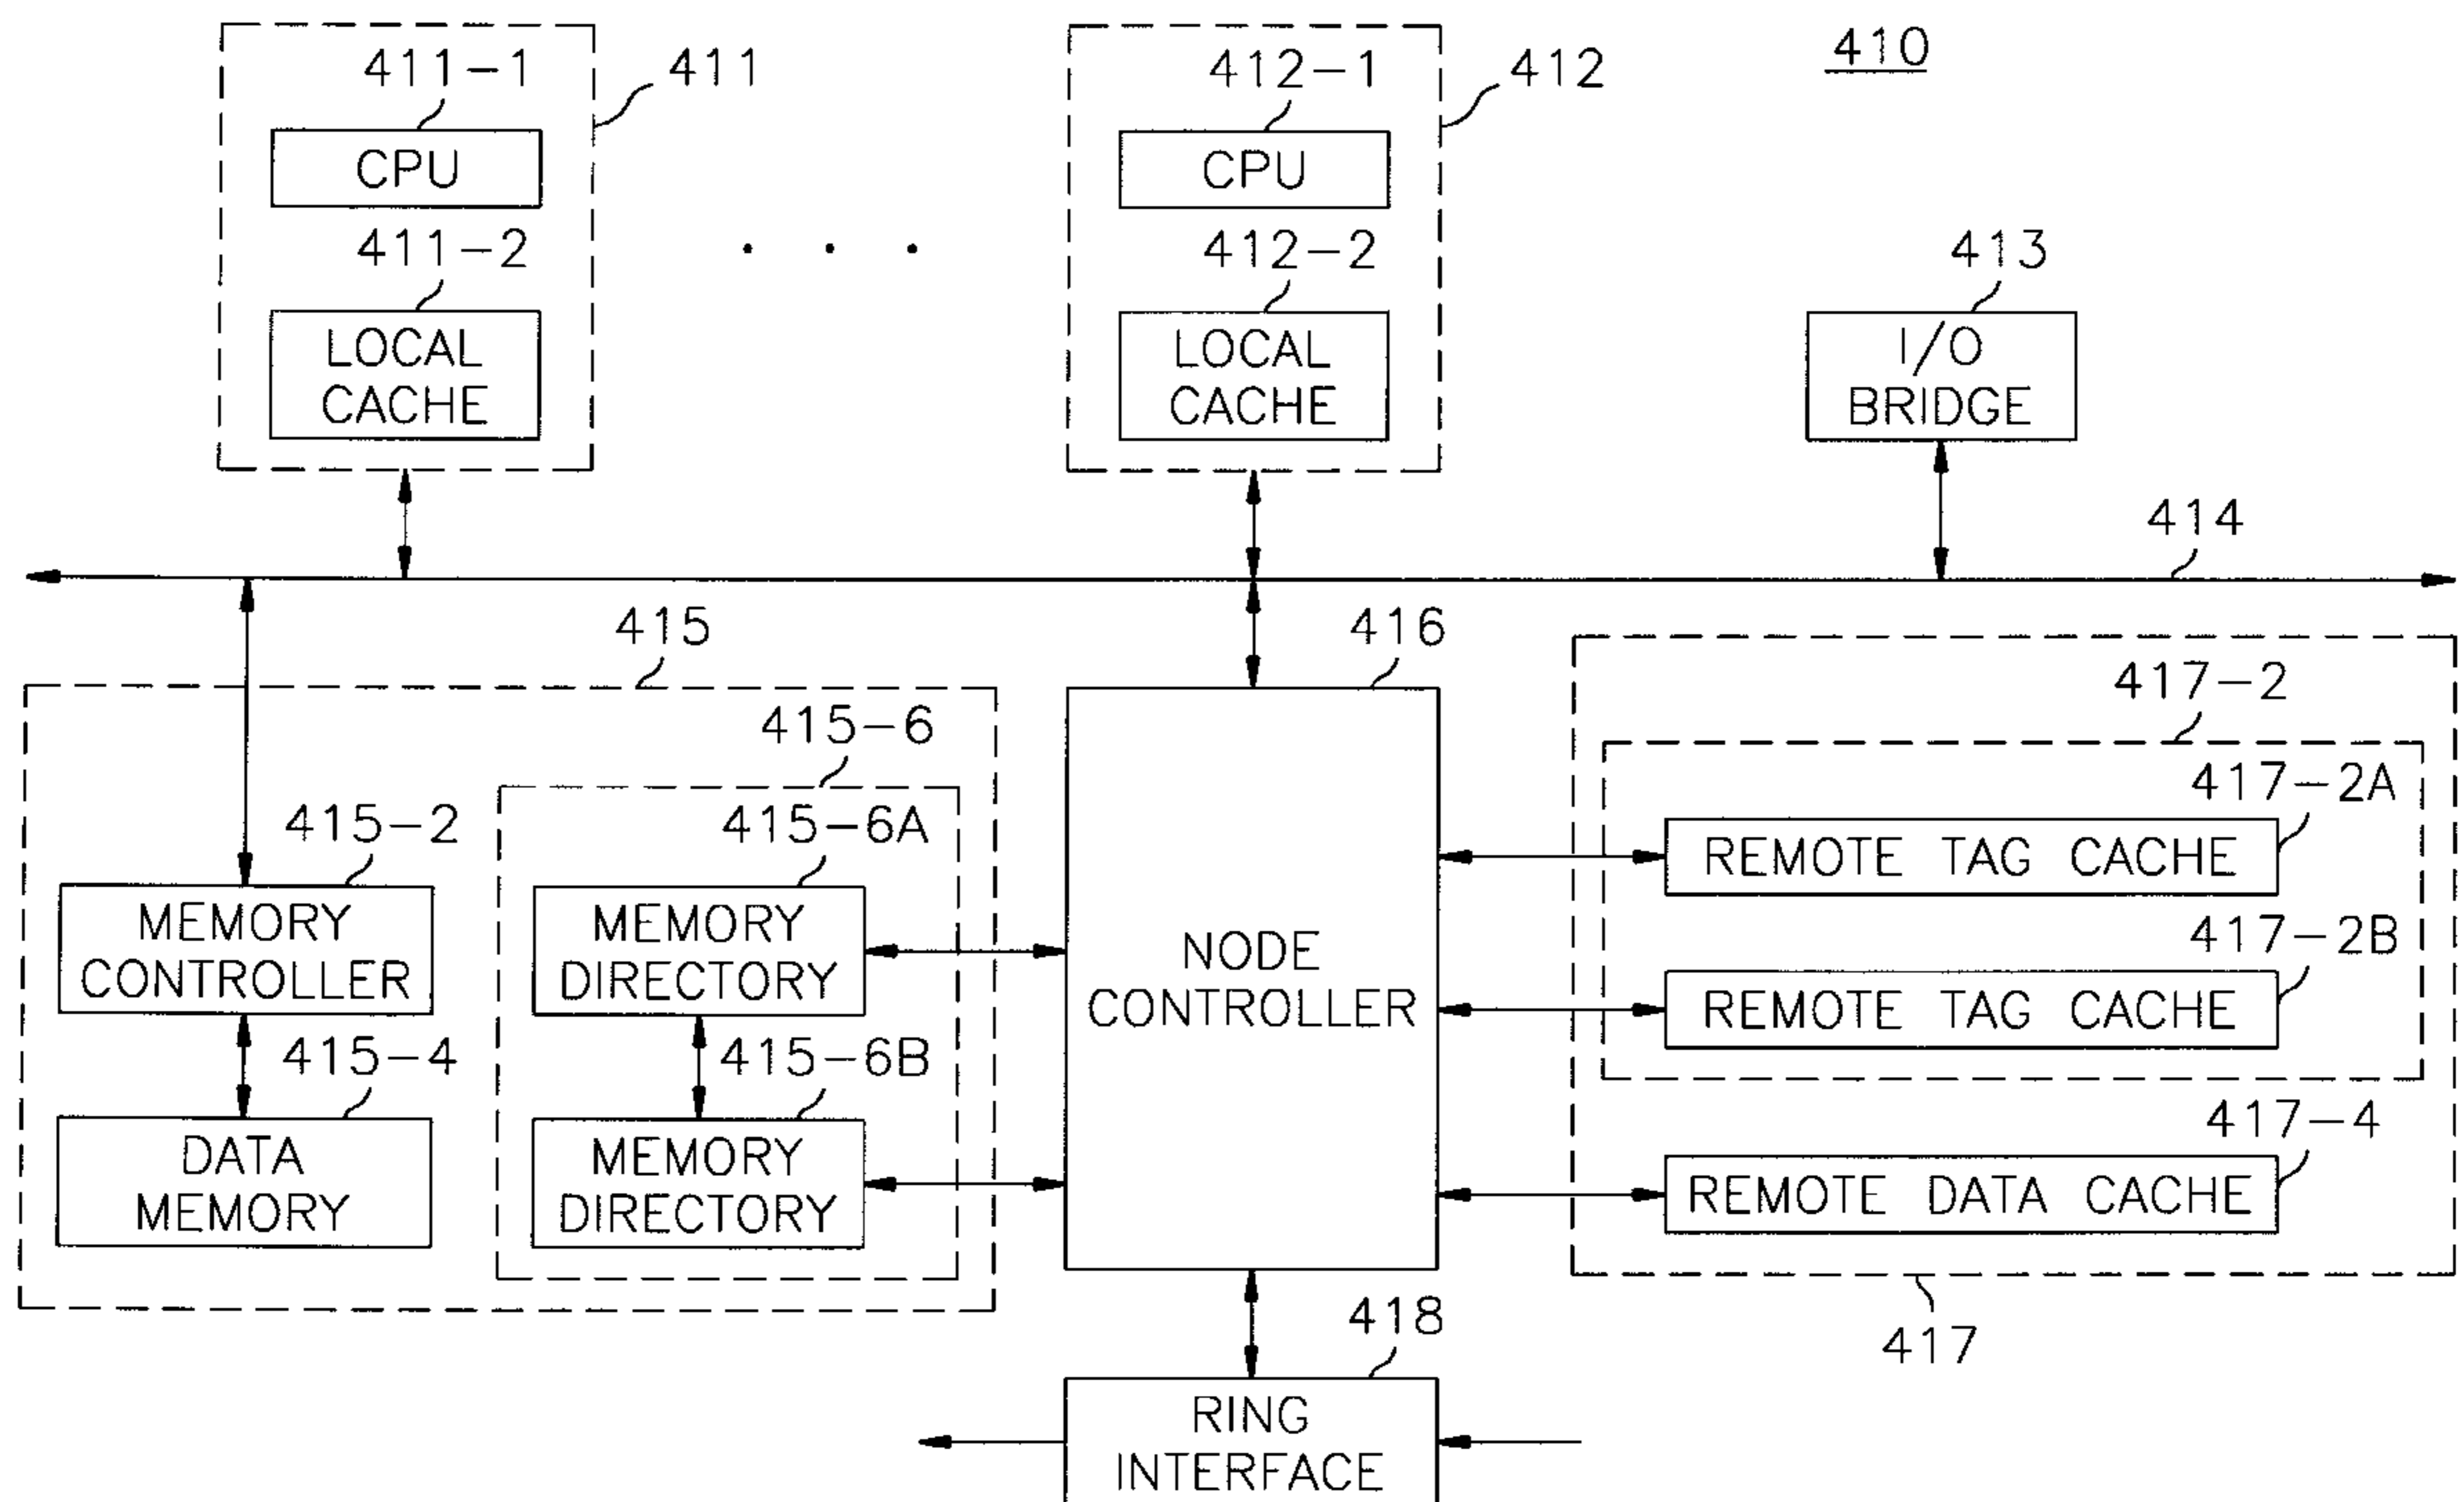 410
411-1
411
412-1
412
CPU
CPU
411-2
412-2
413
LOCAL
CACHE
LOCAL
CACHE
I/O
BRIDGE
414
415
416
417-2
415-6
417-2A
415-2
415-6A
REMOTE TAG CACHE
MEMORY
CONTROLLER
MEMORY
DIRECTORY
NODE
CONTROLLER
417-2B
REMOTE TAG CACHE
415-4
415-6B
417-4
DATA
MEMORY
MEMORY
DIRECTORY
REMOTE DATA CACHE
418
417
RING
INTERFACE